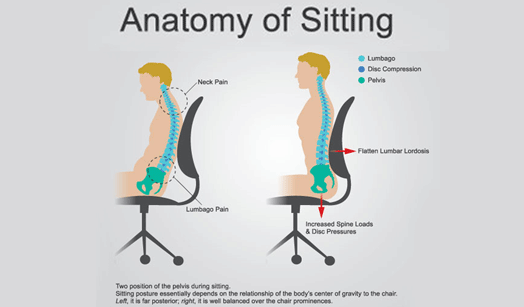 Anatomy of Sitting
Lumbago
Disc Compression
Pelvis
Neck Pain
Flatten Lumbar Lordosis
Lumbago Pain
Increased Spine Loads
& Disc Pressures
Two position of the pelvis during sitting.
Sitting posture essentially depends on the relationship of the body's center of gravity to the chair.
Left, it is far posterior; right, it is well balanced over the chair prominences.